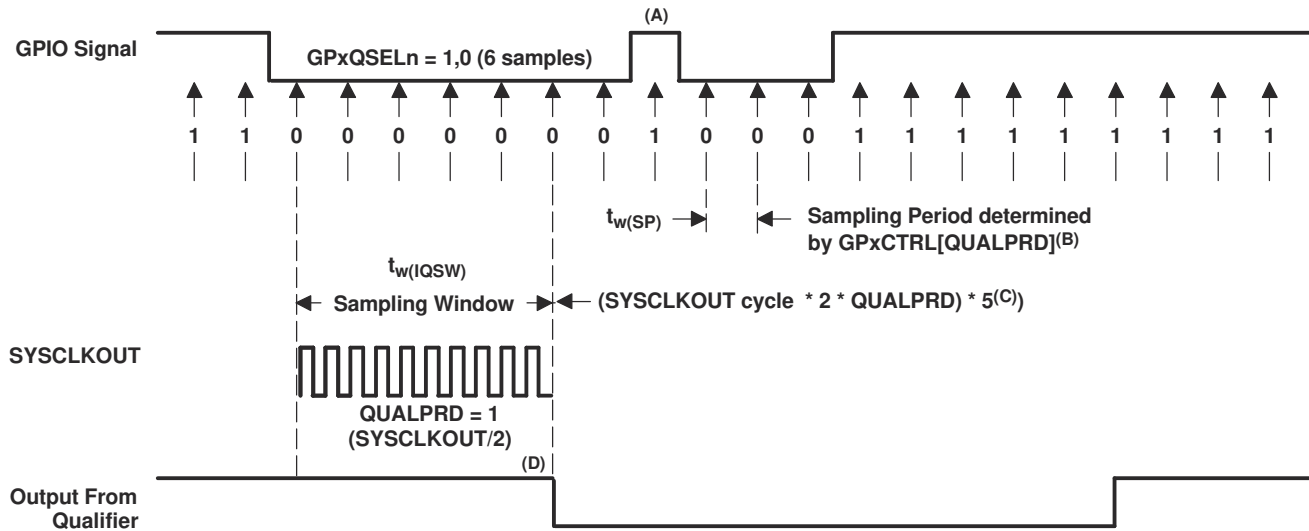 (A)
GPIO Signal
GPxQSELn = 1,0 (6 samples)
1 1 0 0 0 0 0 0 0 1 0 0 0 1 1 1 1 1 1 1 1 1
tw(SP)
Sampling Period determined
by GPxCTRL[QUALPRD](B)
tw(IQSW)
Sampling Window
(SYSCLKOUT cycle * 2 * QUALPRD) * 5(C))
SYSCLKOUT
QUALPRD = 1
(SYSCLKOUT/2)
(D)
Output From
Qualifier